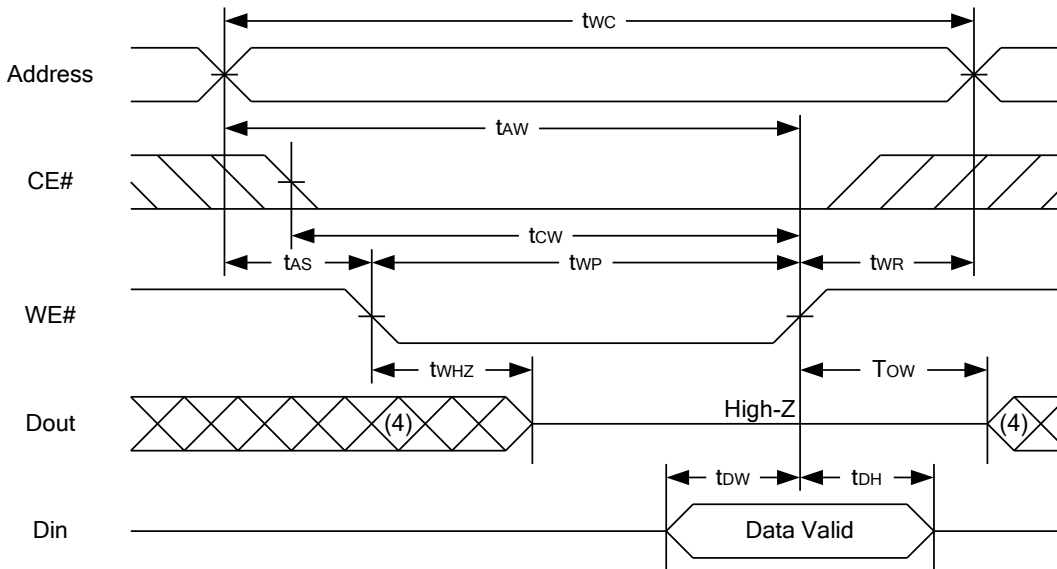 tWC
Address
tAW
CE#
tCW
tAS tWP tWR
WE#
tWHZ TOW
Dout (4) High-Z (4)
tDW tDH
Din Data Valid